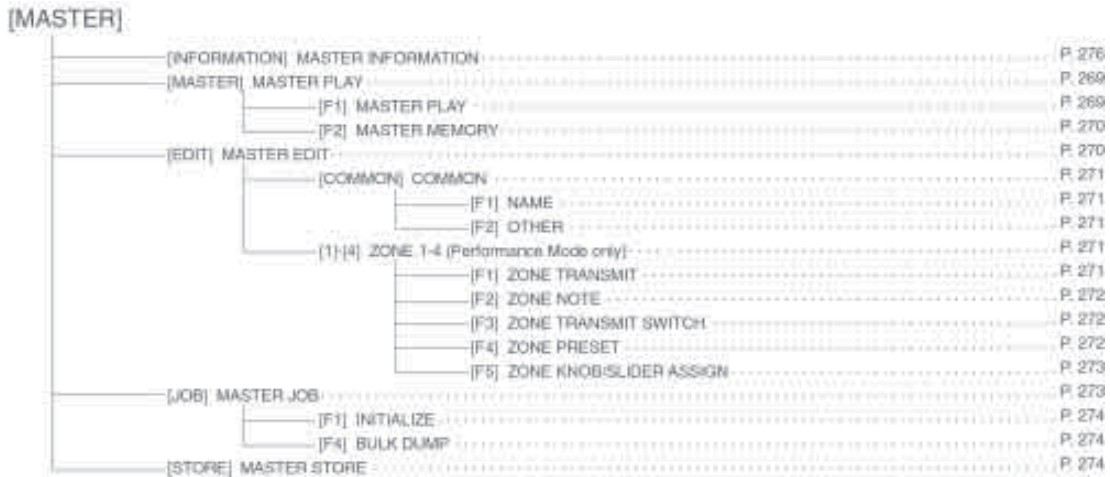 [MASTER]
[INFORMATION] MASTER INFORMATION P. 276
[MASTER] MASTER PLAY P. 269
[F1] MASTER PLAY P. 269
[F2] MASTER MEMORY P. 270
[EDIT] MASTER EDIT P. 270
[COMMON] COMMON P. 271
[F1] NAME P. 271
[F2] OTHER P. 271
[1]-[4] ZONE 1-4 (Performance Mode only) P. 271
[F1] ZONE TRANSMIT P. 271
[F2] ZONE NOTE P. 272
[F3] ZONE TRANSMIT SWITCH P. 272
[F4] ZONE PRESET P. 272
[F5] ZONE KNOB/SLIDER ASSIGN P. 273
[JOB] MASTER JOB P. 273
[F1] INITIALIZE P. 274
[F4] BULK DUMP P. 274
[STORE] MASTER STORE P. 274